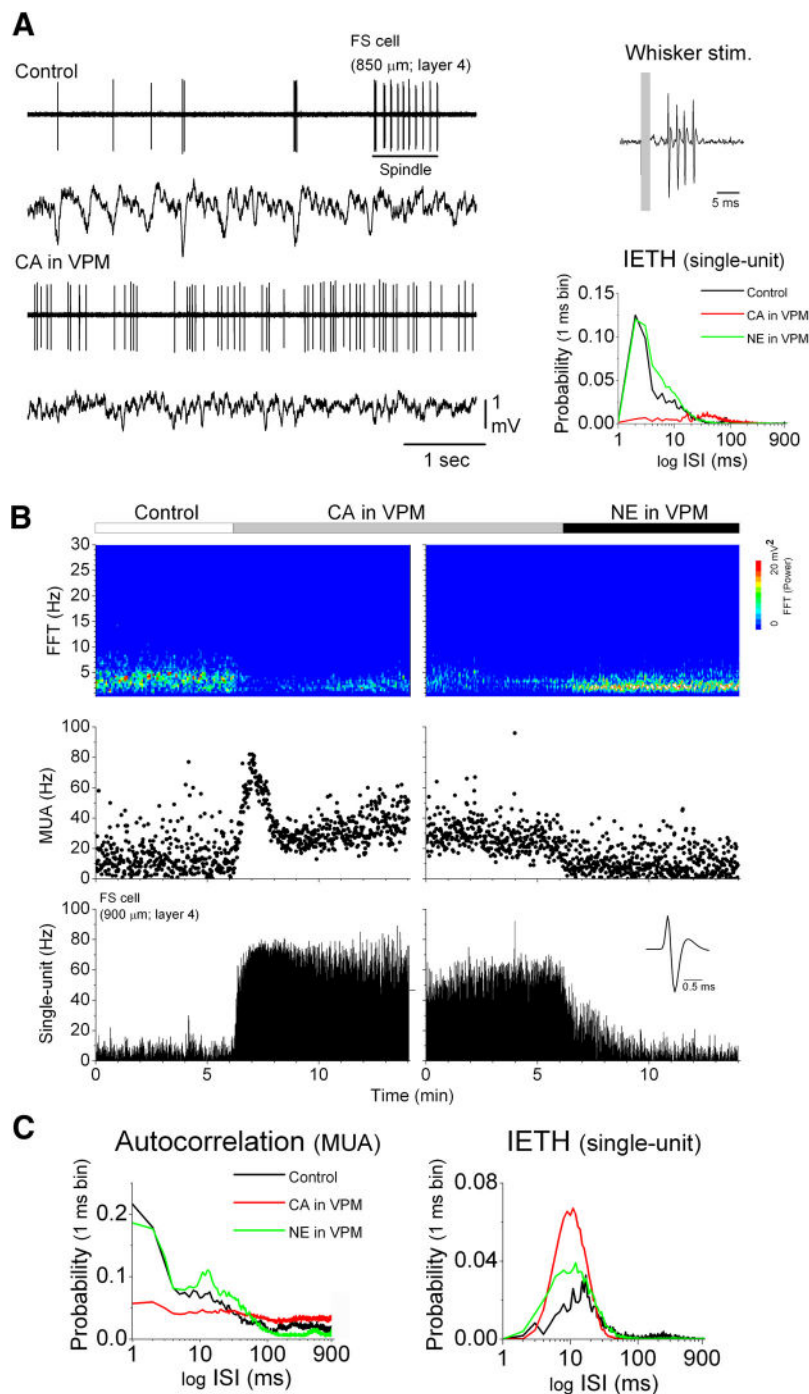 A
Control
FS cell
(850 μm; layer 4)
Spindle
Whisker stim.
5 ms
CA in VPM
1
mV
1 sec
IETH (single-unit)
Probability (1 ms bin)
0.15
0.10
0.05
0.00
Control
CA in VPM
NE in VPM
1 10 100 900
log ISI (ms)
B
Control CA in VPM NE in VPM
FFT (Hz)
30
25
20
15
10
5
20 mV2
0
FFT (Power)
MUA (Hz)
100
80
60
40
20
0
FS cell
(900 μm; layer 4)
Single-unit (Hz)
100
80
60
40
20
0
0.5 ms
0 5 10 0 5 10
Time (min)
C
Autocorrelation (MUA)
Probability (1 ms bin)
0.2
0.1
0.0
Control
CA in VPM
NE in VPM
1 10 100 900
log ISI (ms)
IETH (single-unit)
Probability (1 ms bin)
0.08
0.04
0.00
1 10 100 900
log ISI (ms)